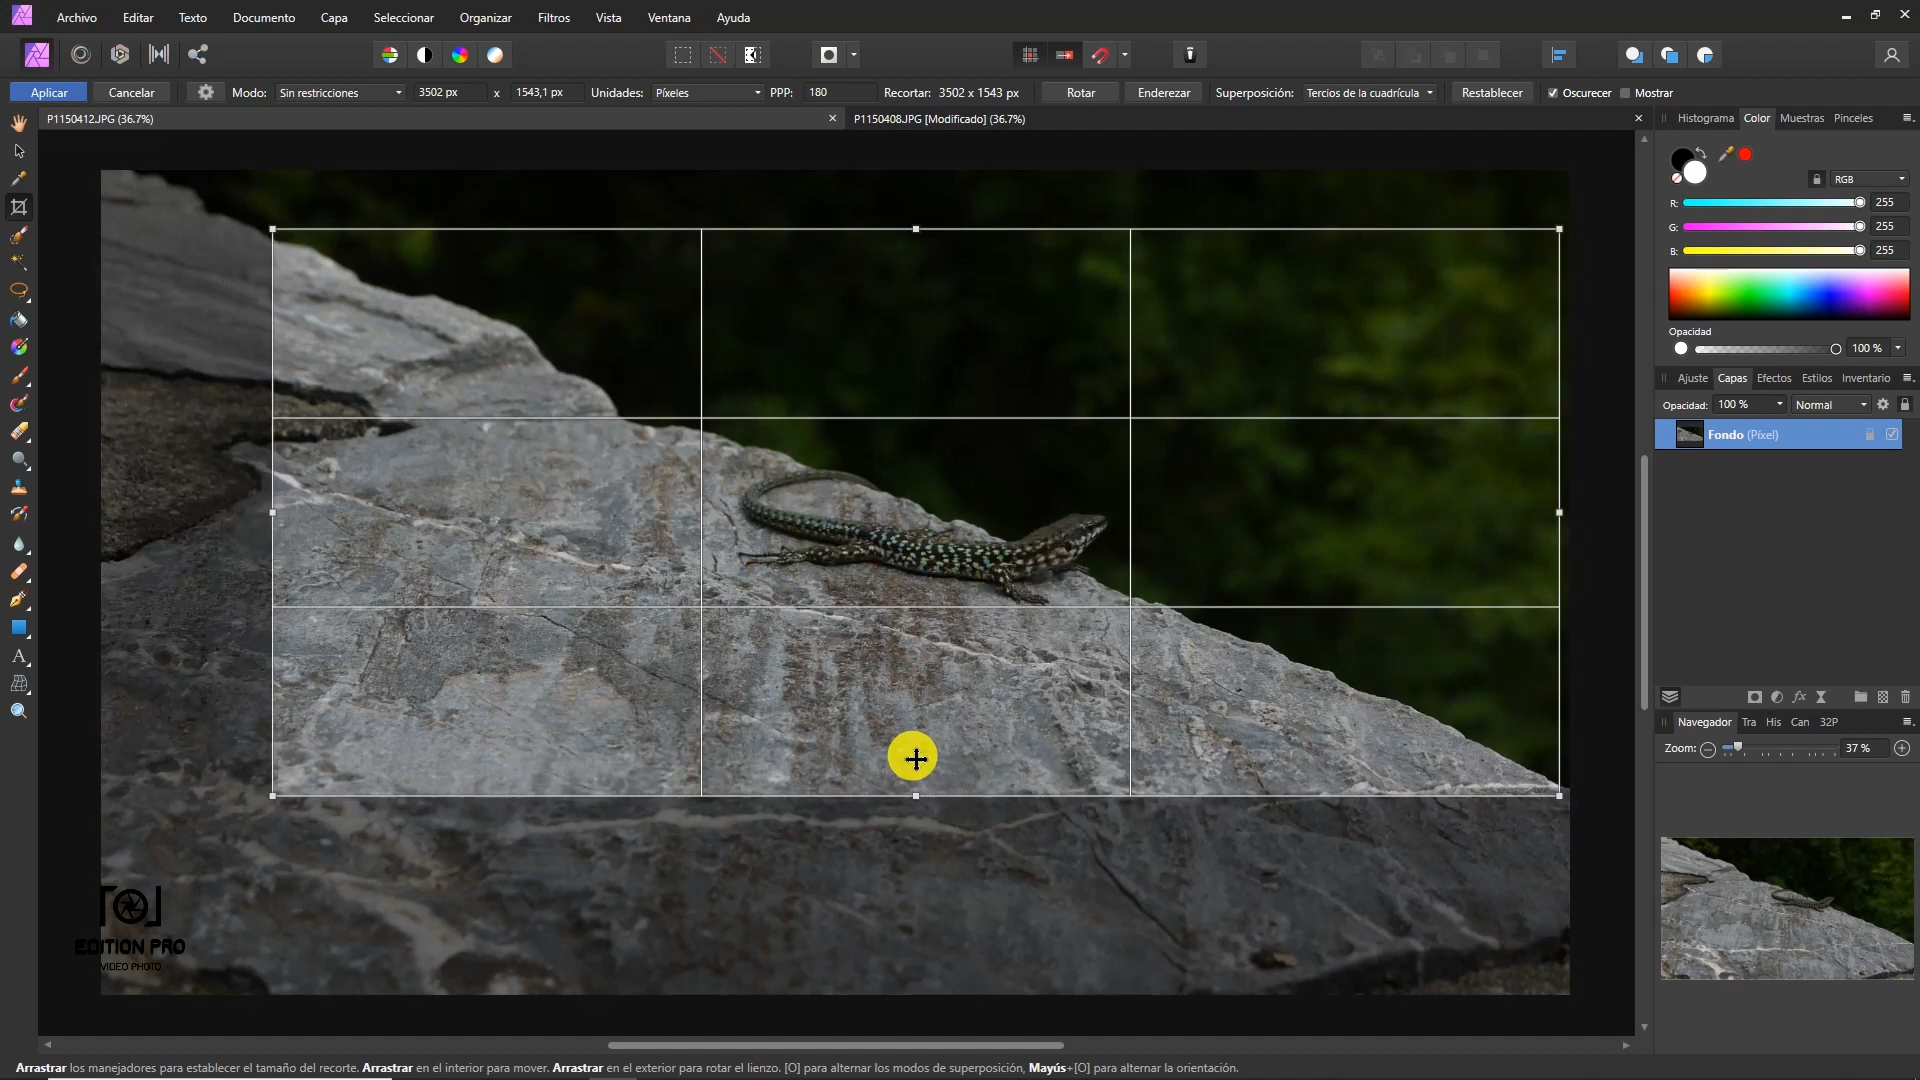 Archivo Editar Texto Documento Capa Seleccionar Organizar Filtros Vista Ventana Ayuda
Aplicar Cancelar Modo: Sin restricciones 3502 px x 1543,1 px Unidades: Píxeles PPP: 180 Recortar: 3502 x 1543 px Rotar Enderezar Superposición: Tercios de la cuadrícula Restablecer Oscurecer Mostrar
P1150412.JPG (36.7%) P1150408.JPG [Modificado] (36.7%)
Histograma Color Muestras Pinceles
RGB
R: 255
G: 255
B: 255
Opacidad
100 %
Ajuste Capas Efectos Estilos Inventario
Opacidad: 100 % Normal
Fondo (Píxel)
fx
Navegador Tra His Can 32P
Zoom: 37 %
A
EDITION PRO
VIDEO PHOTO
Arrastrar los manejadores para establecer el tamaño del recorte. Arrastrar en el interior para mover. Arrastrar en el exterior para rotar el lienzo. [O] para alternar los modos de superposición, Mayús+[O] para alternar la orientación.